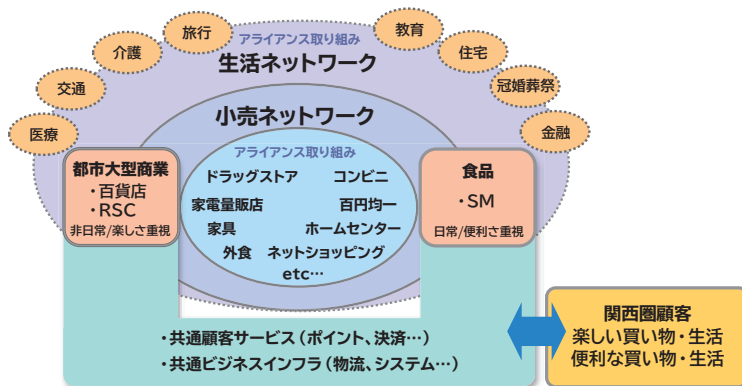 旅行
教育
アライアンス取り組み
介護
住宅
生活ネットワーク
交通
冠婚葬祭
小売ネットワーク
医療
金融
アライアンス取り組み
都市大型商業
・百貨店
・RSC
非日常/楽しさ重視
ドラッグストア コンビニ
家電量販店 百円均一
家具 ホームセンター
外食 ネットショッピング
etc…
食品
・SM
日常/便利さ重視
・共通顧客サービス(ポイント、決済…)
・共通ビジネスインフラ(物流、システム…)
関西圏顧客
楽しい買い物・生活
便利な買い物・生活